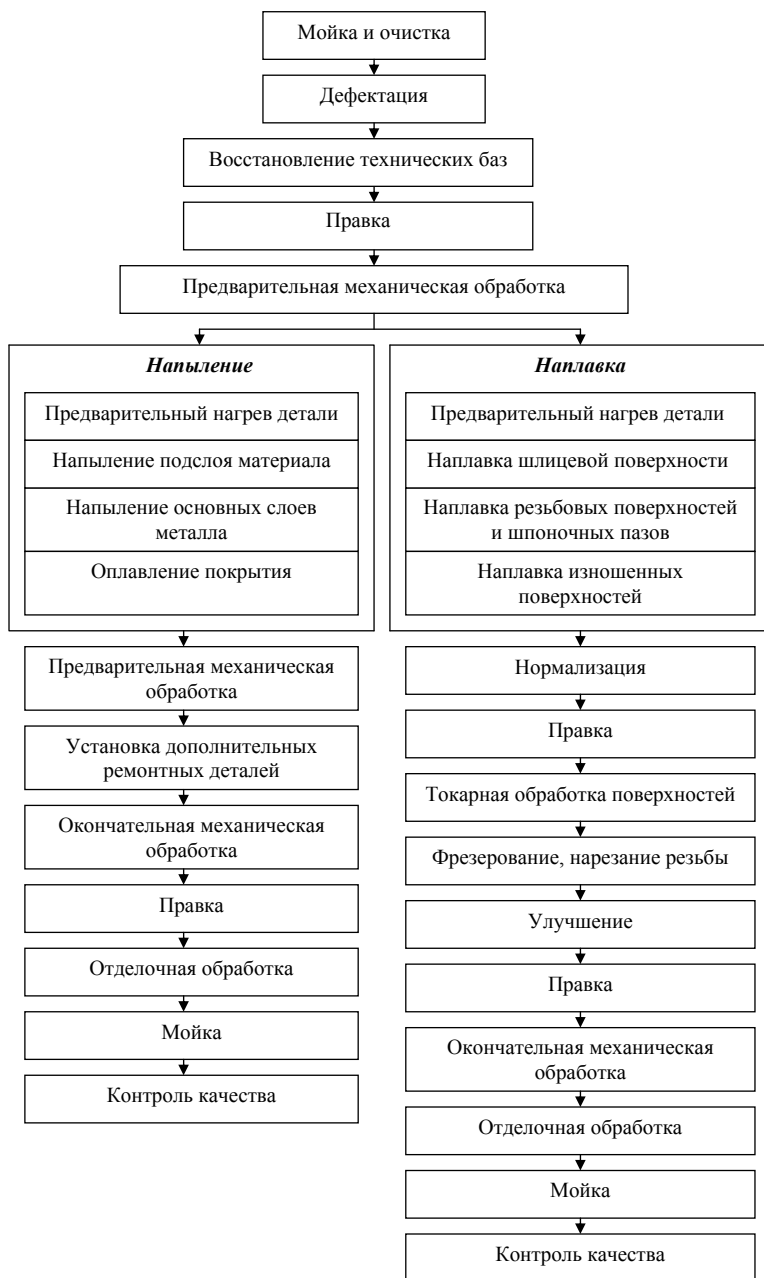 Мойка и очистка
Дефектация
Восстановление технических баз
Правка
Предварительная механическая обработка
Напыление
Предварительный нагрев детали
Напыление подслоя материала
Напыление основных слоев
металла
Оплавление покрытия
Предварительная механическая
обработка
Установка дополнительных
ремонтных деталей
Окончательная механическая
обработка
Правка
Отделочная обработка
Мойка
Контроль качества
Наплавка
Предварительный нагрев детали
Наплавка шлицевой поверхности
Наплавка резьбовых поверхностей
и шпоночных пазов
Наплавка изношенных
поверхностей
Нормализация
Правка
Токарная обработка поверхностей
Фрезерование, нарезание резьбы
Улучшение
Правка
Окончательная механическая
обработка
Отделочная обработка
Мойка
Контроль качества